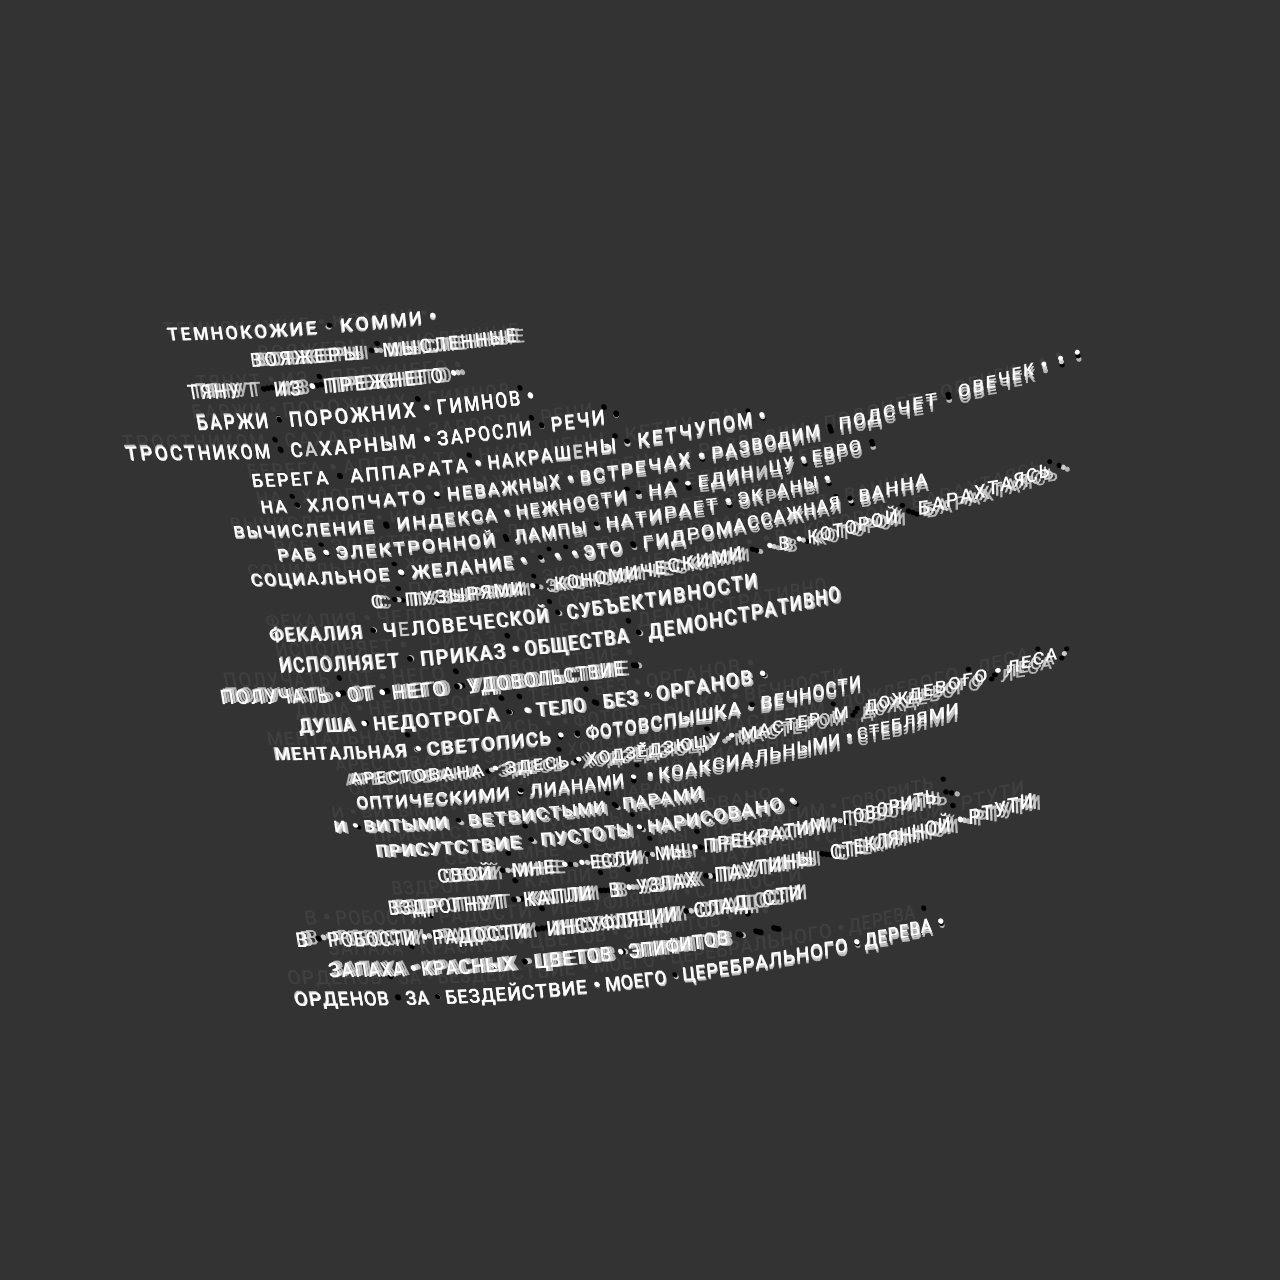 ТЕМНОКОЖИЕ • КОММИ •
ВОЯЖЕРЫ • МЫСЛЕННЫЕ
ТЯНУТ • ИЗ • ПРЕЖНЕГО •
БАРЖИ • ПОРОЖНИХ • ГИМНОВ •
ТРОСТНИКОМ • САХАРНЫМ • ЗАРОСЛИ • РЕЧИ •
БЕРЕГА • АППАРАТА • НАКРАШЕНЫ • КЕТЧУПОМ •
НА • ХЛОПЧАТО • НЕВАЖНЫХ • ВСТРЕЧАХ • РАЗВОДИМ • ПОДСЧЕТ • ОВЕЧЕК • • •
ВЫЧИСЛЕНИЕ • ИНДЕКСА • НЕЖНОСТИ • НА • ЕДИНИЦУ • ЕВРО •
РАБ • ЭЛЕКТРОННОЙ • ЛАМПЫ • НАТИРАЕТ • ЭКРАНЫ •
СОЦИАЛЬНОЕ • ЖЕЛАНИЕ • • • • ЭТО • ГИДРОМАССАЖНАЯ • ВАННА
С • ПУЗЫРЯМИ • ЭКОНОМИЧЕСКИМИ • • В • КОТОРОЙ • БАРАХТАЯСЬ •
ФЕКАЛИЯ • ЧЕЛОВЕЧЕСКОЙ • СУБЪЕКТИВНОСТИ
ИСПОЛНЯЕТ • ПРИКАЗ • ОБЩЕСТВА • ДЕМОНСТРАТИВНО
ПОЛУЧАТЬ • ОТ • НЕГО • УДОВОЛЬСТВИЕ •
ДУША • НЕДОТРОГА • • ТЕЛО • БЕЗ • ОРГАНОВ •
МЕНТАЛЬНАЯ • СВЕТОПИСЬ • • ФОТОВСПЫШКА • ВЕЧНОСТИ
АРЕСТОВАНА • ЗДЕСЬ • ХОДЗЁДЗЮЦУ • МАСТЕРОМ • ДОЖДЕВОГО • ЛЕСА •
ОПТИЧЕСКИМИ • ЛИАНАМИ • • КОАКСИАЛЬНЫМИ • СТЕБЛЯМИ
И • ВИТЫМИ • ВЕТВИСТЫМИ • ПАРАМИ
ПРИСУТСТВИЕ • ПУСТОТЫ • НАРИСОВАНО •
СВОЙ • МНЕ • • ЕСЛИ • МЫ • ПРЕКРАТИМ • ГОВОРИТЬ •
ВЗДРОГНУТ • КАПЛИ • В • УЗЛАХ • ПАУТИНЫ • СТЕКЛЯННОЙ • РТУТИ
В • РОБОСТИ • РАДОСТИ • ИНСУФЛЯЦИИ • СЛАДОСТИ
ЗАПАХА • КРАСНЫХ • ЦВЕТОВ • ЭПИФИТОВ • • •
ОРДЕНОВ • ЗА • БЕЗДЕЙСТВИЕ • МОЕГО • ЦЕРЕБРАЛЬНОГО • ДЕРЕВА •